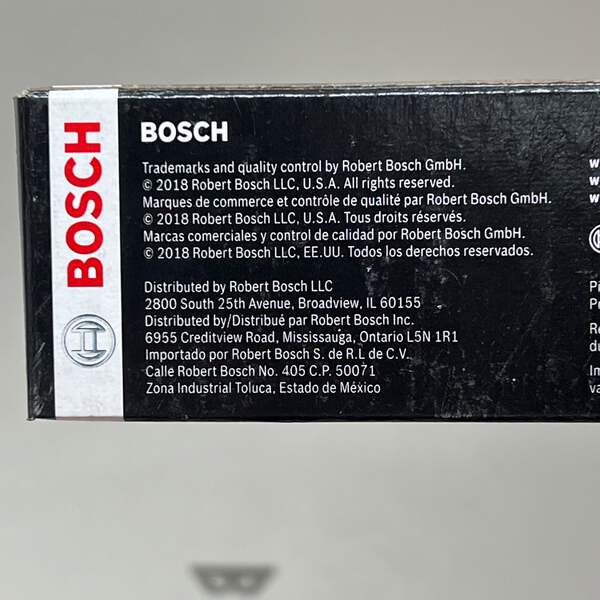 BOSCH
BOSCH
Trademarks and quality control by Robert Bosch GmbH.
© 2018 Robert Bosch LLC, U.S.A. All rights reserved.
Marques de commerce et contrôle de qualité par Robert Bosch GmbH.
© 2018 Robert Bosch LLC, U.S.A. Tous droits réservés.
Marcas comerciales y control de calidad por Robert Bosch GmbH.
© 2018 Robert Bosch LLC, EE.UU. Todos los derechos reservados.
Distributed by Robert Bosch LLC
2800 South 25th Avenue, Broadview, IL 60155
Distributed by/Distribué par Robert Bosch Inc.
6955 Creditview Road, Mississauga, Ontario L5N 1R1
Importado por Robert Bosch S. de R.L de C.V.
Calle Robert Bosch No. 405 C.P. 50071
Zona Industrial Toluca, Estado de México